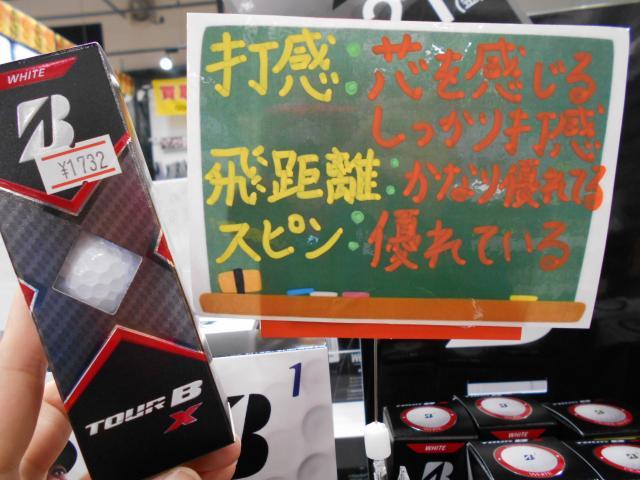 WHITE
B
¥1732
TOUR B
X
打感:芯を感じる
しっかり打感
飛距離:かなり優れてる
スピン:優れている
1
B
WHITE
WHITE